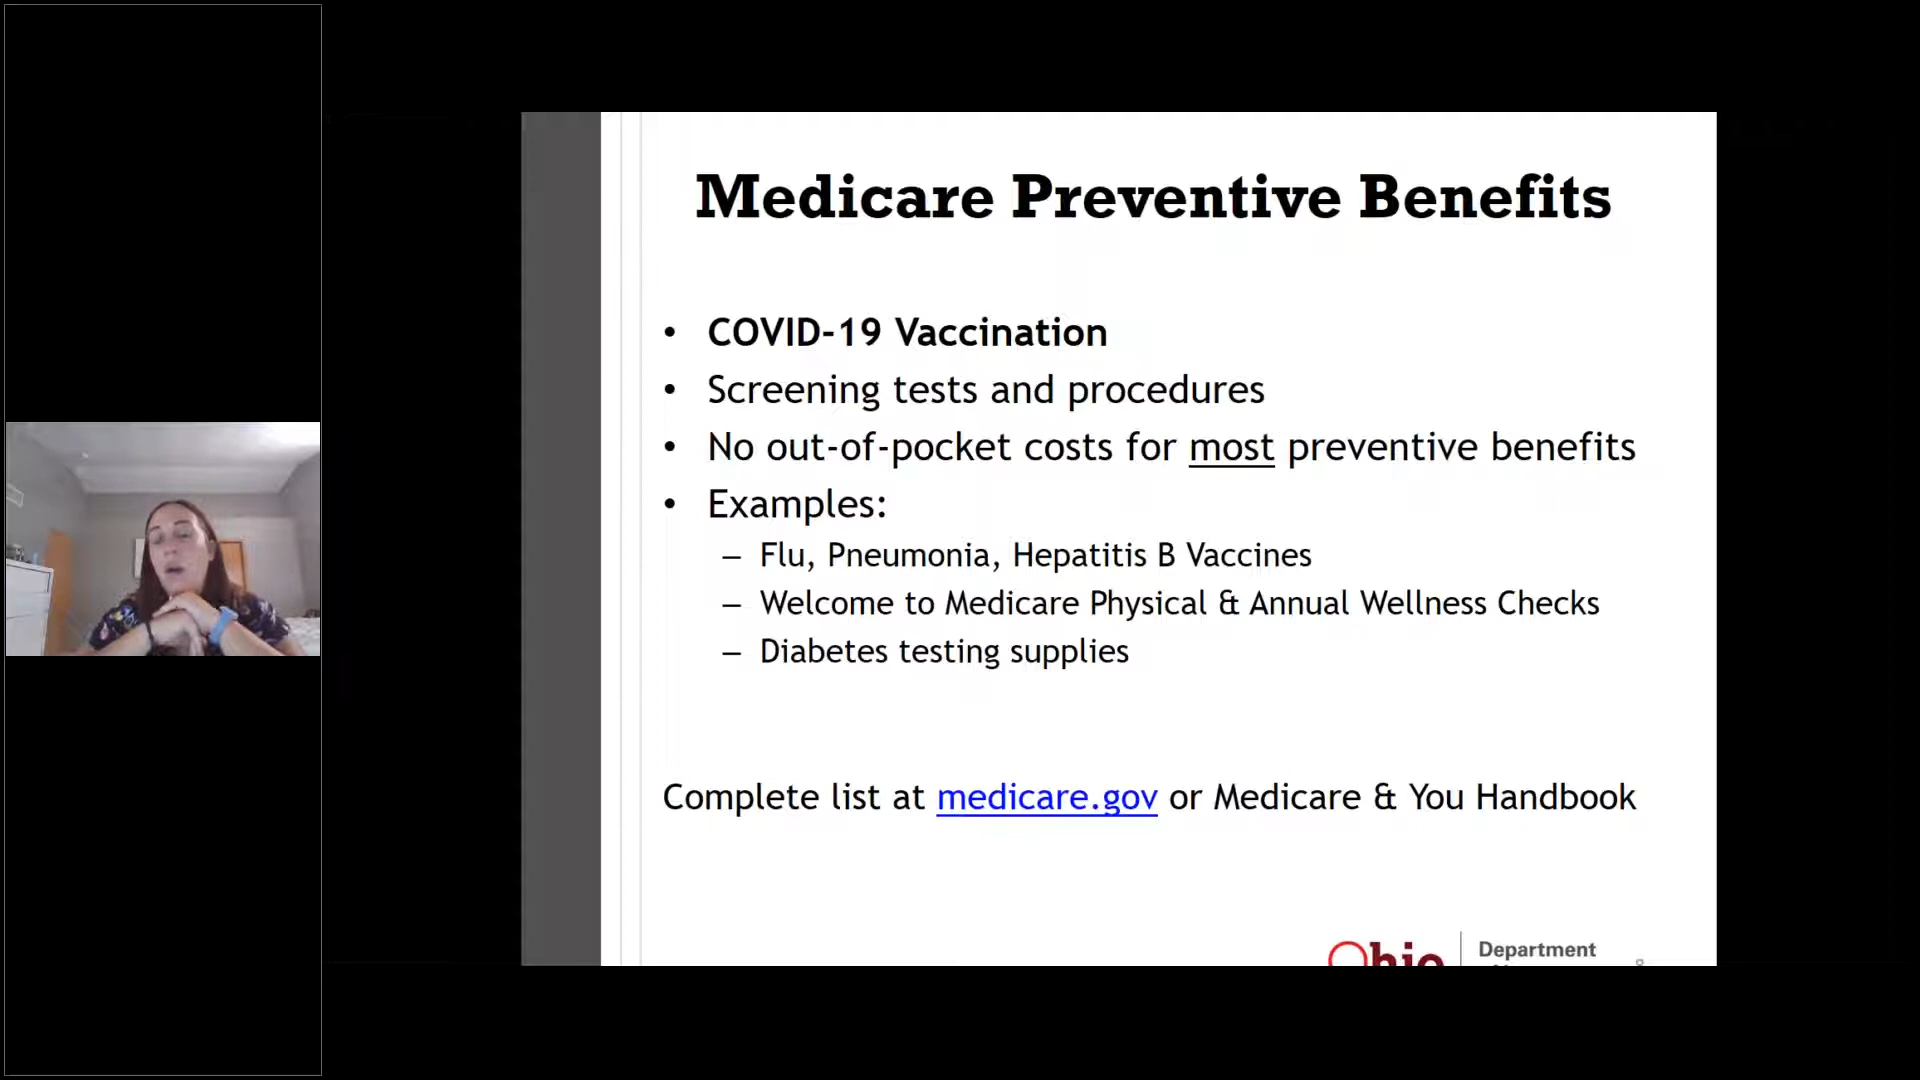 Medicare Preventive Benefits
• COVID-19 Vaccination
• Screening tests and procedures
• No out-of-pocket costs for most preventive benefits
• Examples:
– Flu, Pneumonia, Hepatitis B Vaccines
– Welcome to Medicare Physical & Annual Wellness Checks
– Diabetes testing supplies
Complete list at medicare.gov or Medicare & You Handbook
Ohio
Department